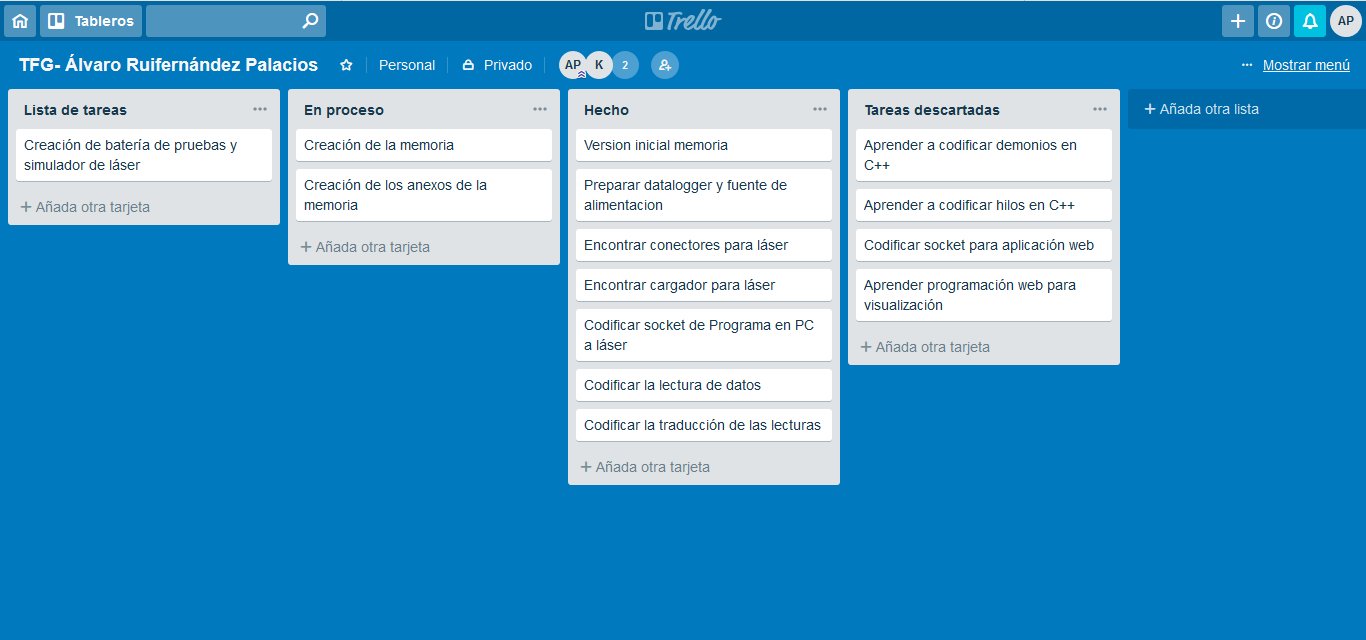 Tableros
Trello
AP
TFG- Álvaro Ruifernández Palacios
Personal
Privado
AP
K
2
Mostrar menú
Lista de tareas
Creación de batería de pruebas y
simulador de láser
+ Añada otra tarjeta
En proceso
Creación de la memoria
Creación de los anexos de la
memoria
+ Añada otra tarjeta
Hecho
Version inicial memoria
Preparar datalogger y fuente de
alimentacion
Encontrar conectores para láser
Encontrar cargador para láser
Codificar socket de Programa en PC
a láser
Codificar la lectura de datos
Codificar la traducción de las lecturas
+ Añada otra tarjeta
Tareas descartadas
Aprender a codificar demonios en
C++
Aprender a codificar hilos en C++
Codificar socket para aplicación web
Aprender programación web para
visualización
+ Añada otra tarjeta
+ Añada otra lista